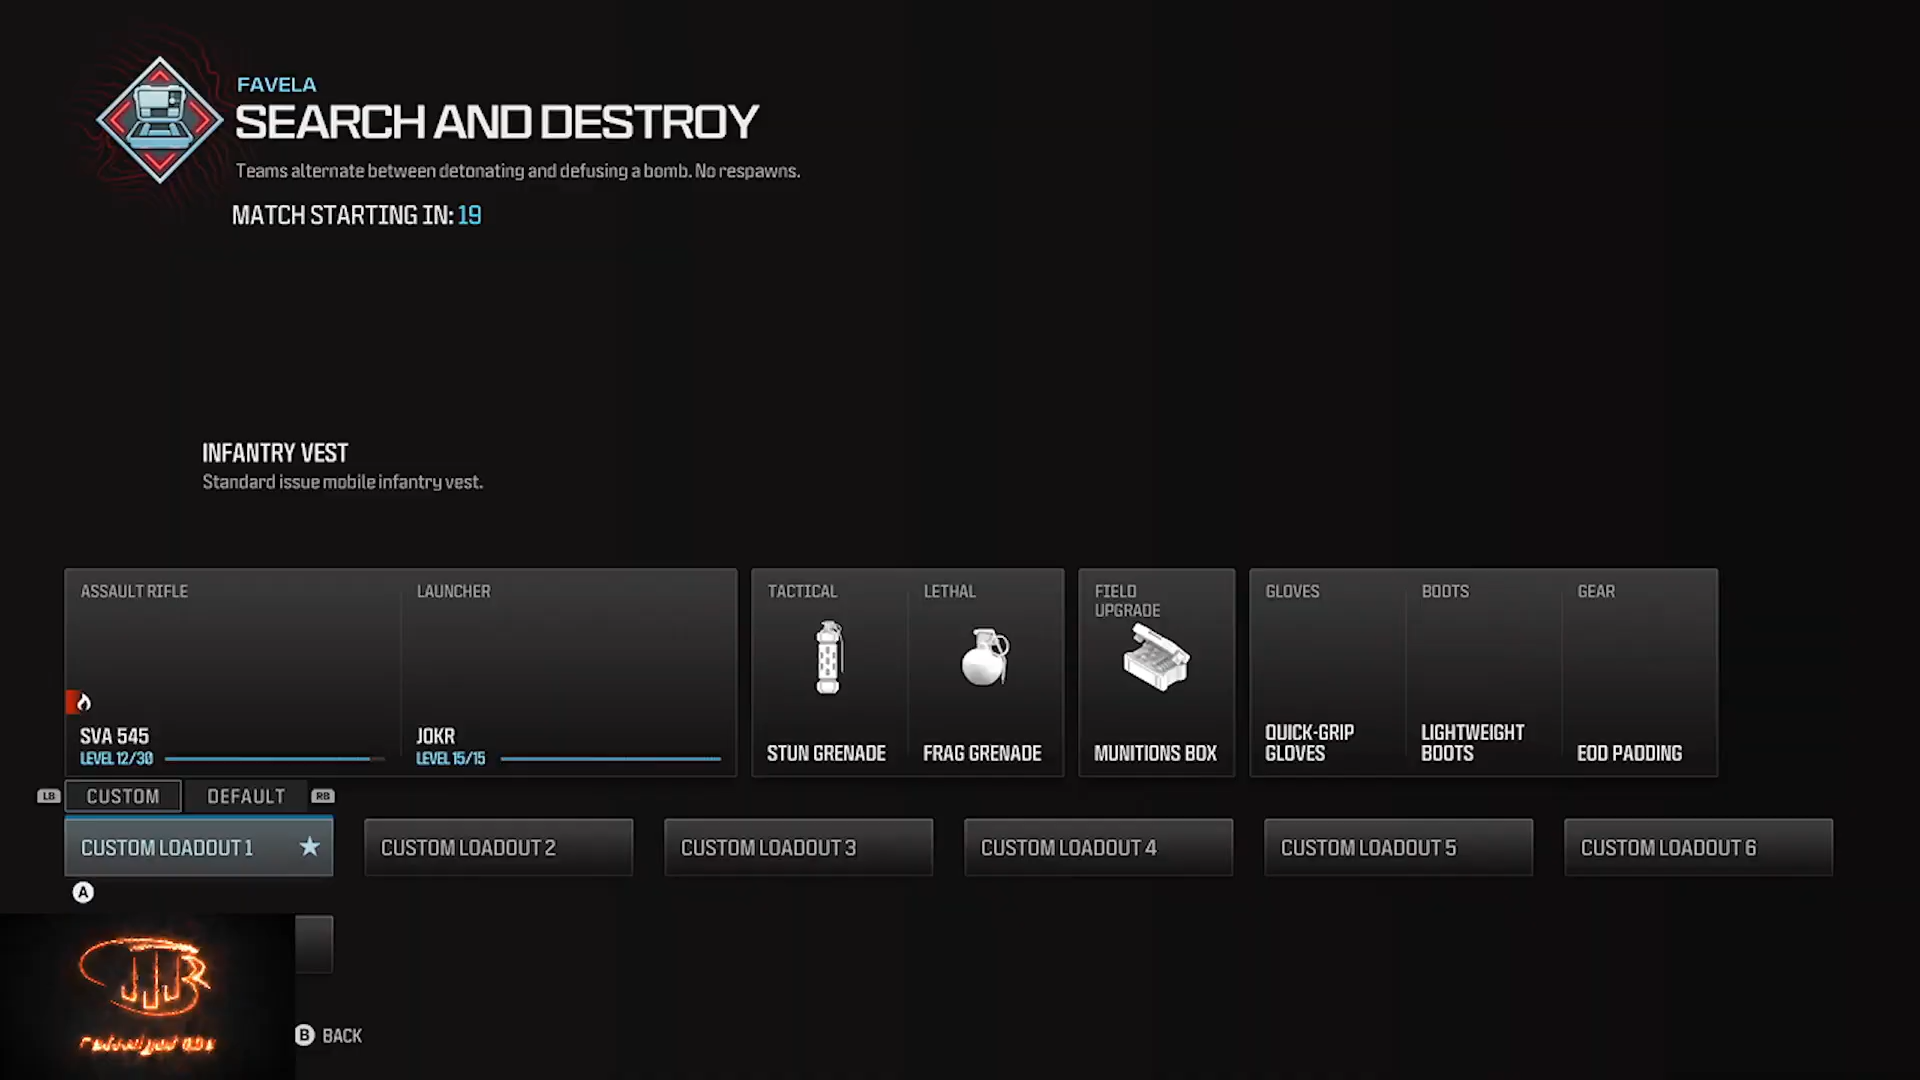 FAVELA
SEARCH AND DESTROY
Teams alternate between detonating and defusing a bomb. No respawns.
MATCH STARTING IN: 19
INFANTRY VEST
Standard issue mobile infantry vest.
ASSAULT RIFLE
SVA 545
LEVEL 12/30
LAUNCHER
JOKR
LEVEL 15/15
TACTICAL
STUN GRENADE
LETHAL
FRAG GRENADE
FIELD
UPGRADE
MUNITIONS BOX
GLOVES
QUICK-GRIP
GLOVES
BOOTS
LIGHTWEIGHT
BOOTS
GEAR
EOD PADDING
LB CUSTOM DEFAULT RB
CUSTOM LOADOUT 1
CUSTOM LOADOUT 2
CUSTOM LOADOUT 3
CUSTOM LOADOUT 4
CUSTOM LOADOUT 5
CUSTOM LOADOUT 6
A
B BACK